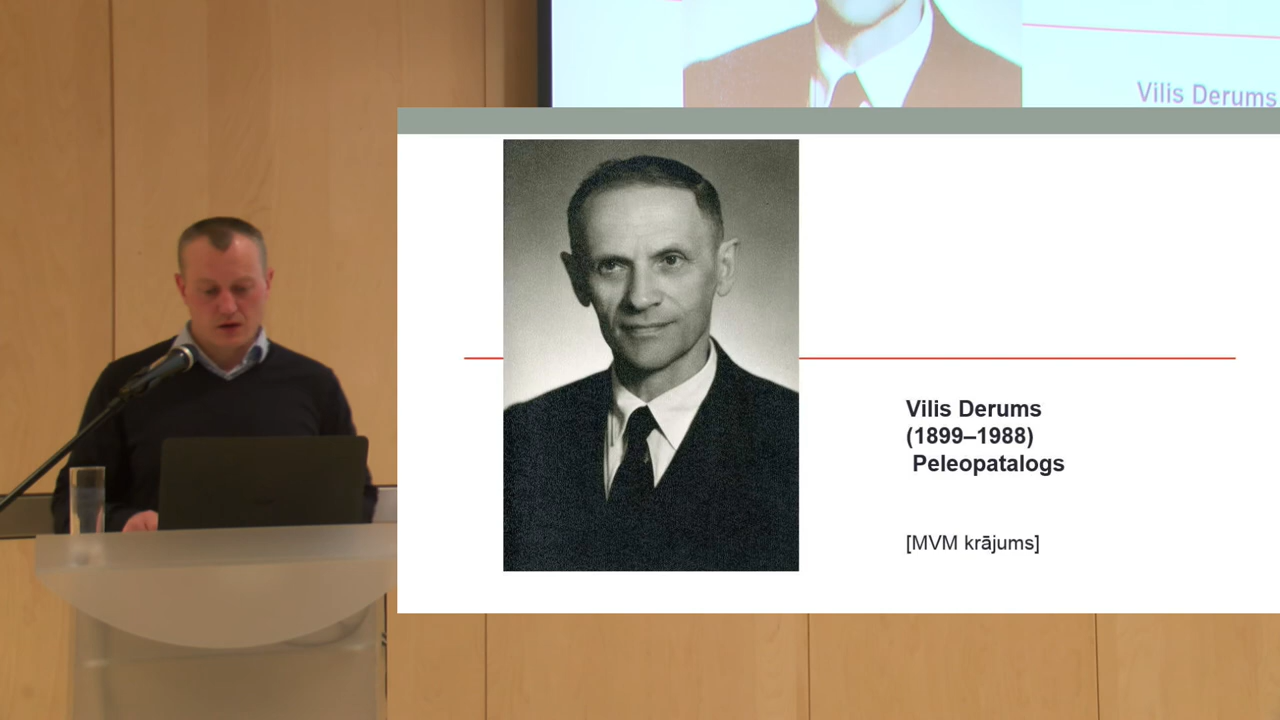 Vilis Derums
Vilis Derums
(1899–1988)
Peleopatalogs
[MVM krājums]